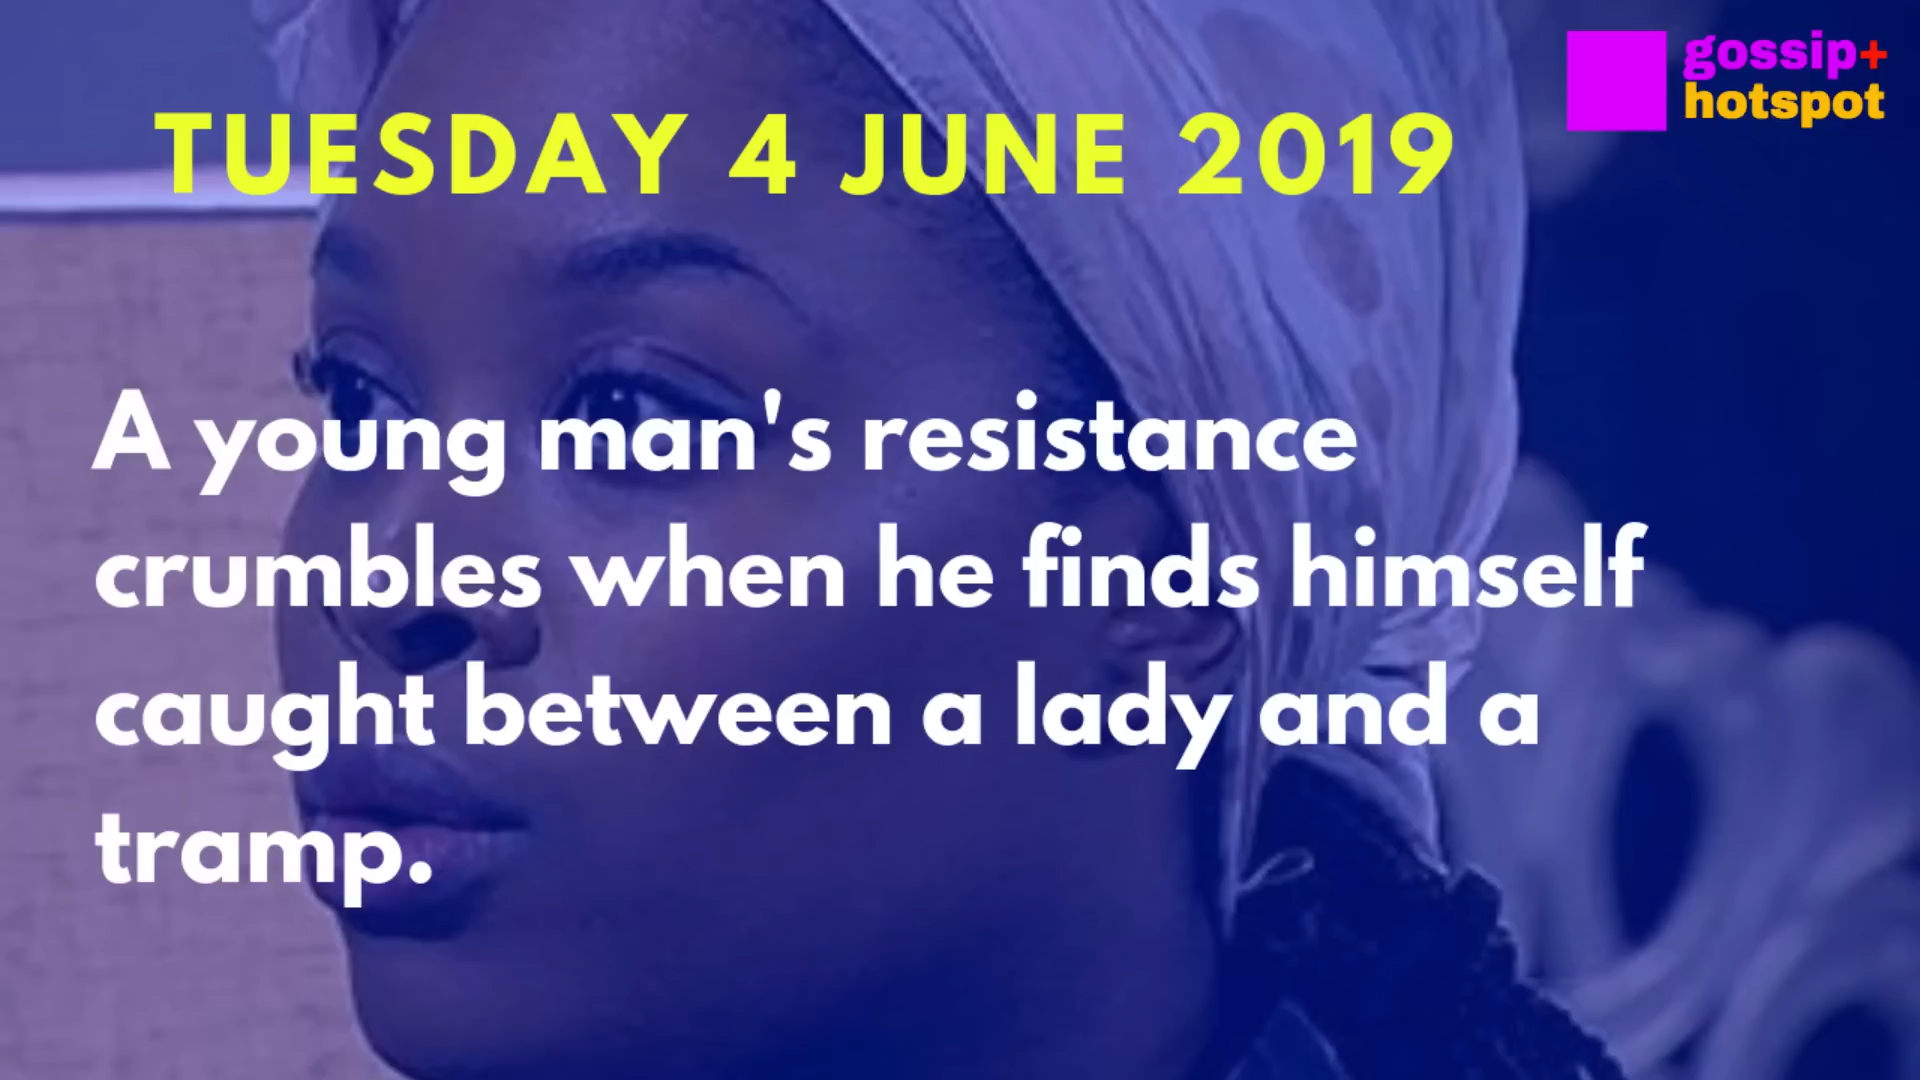 gossip+
hotspot
TUESDAY 4 JUNE 2019
A young man's resistance
crumbles when he finds himself
caught between a lady and a
tramp.